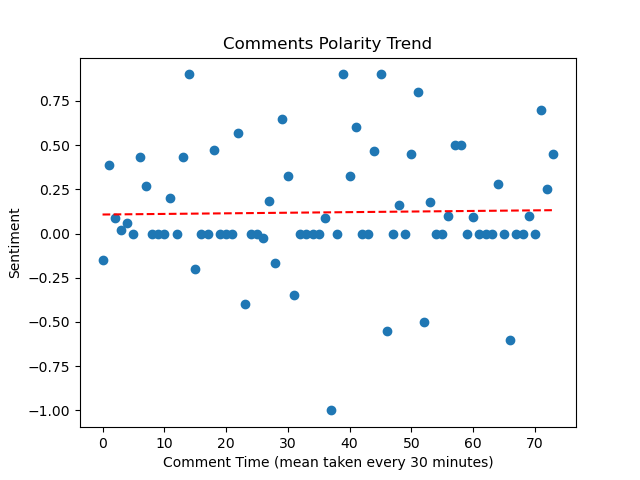 Comments Polarity Trend
Sentiment
0.75
0.50
0.25
0.00
−0.25
−0.50
−0.75
−1.00
0 10 20 30 40 50 60 70
Comment Time (mean taken every 30 minutes)